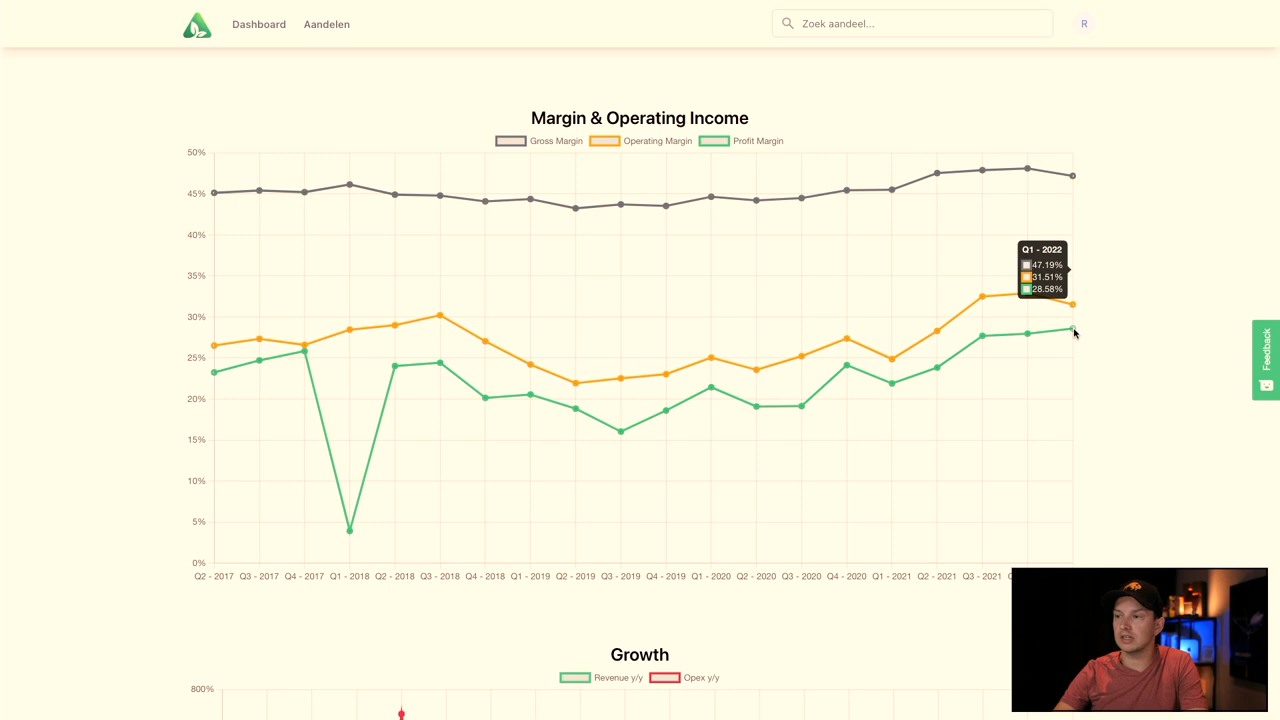 Dashboard Aandelen Zoek aandeel... R
Margin & Operating Income
Gross Margin Operating Margin Profit Margin
50%
45%
40%
35%
30%
25%
20%
15%
10%
5%
0%
Q1 - 2022
47.19%
31.51%
28.58%
Feedback
Q2 - 2017 Q3 - 2017 Q4 - 2017 Q1 - 2018 Q2 - 2018 Q3 - 2018 Q4 - 2018 Q1 - 2019 Q2 - 2019 Q3 - 2019 Q4 - 2019 Q1 - 2020 Q2 - 2020 Q3 - 2020 Q4 - 2020 Q1 - 2021 Q2 - 2021 Q3 - 2021
Growth
Revenue y/y Opex y/y
800%